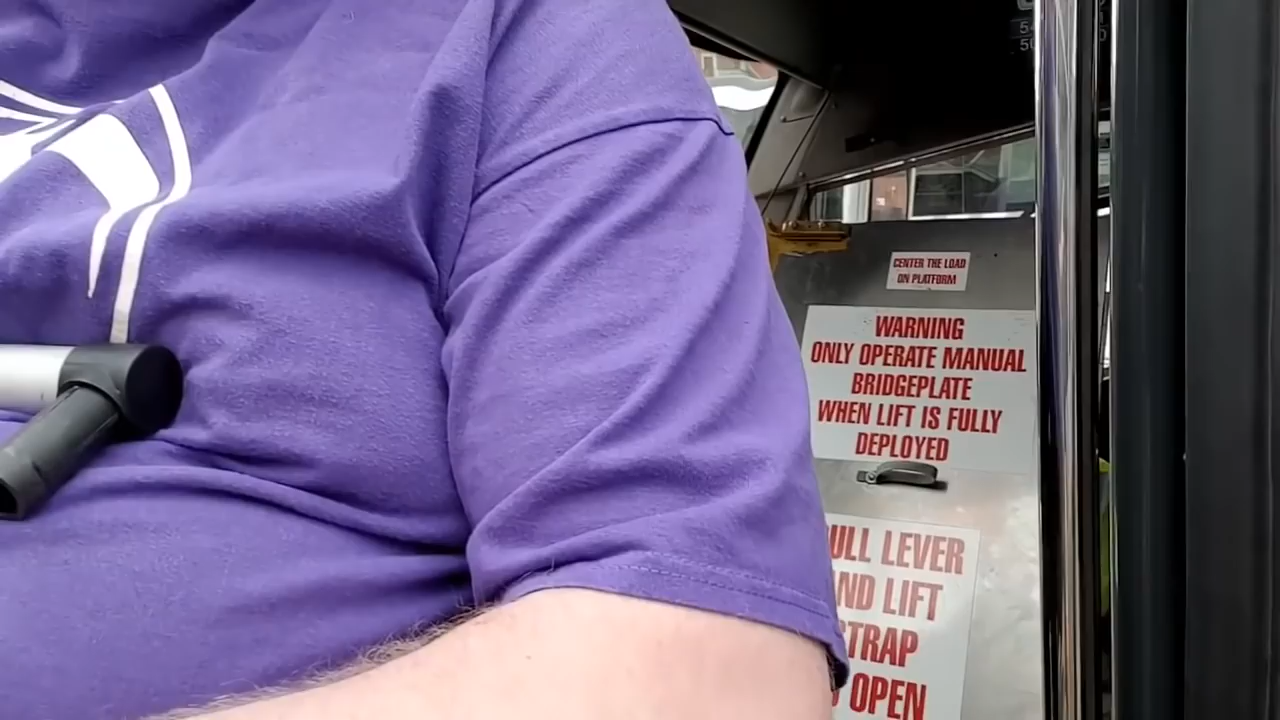 CENTER THE LOAD
ON PLATFORM
WARNING
ONLY OPERATE MANUAL
BRIDGEPLATE
WHEN LIFT IS FULLY
DEPLOYED
ULL LEVER
ND LIFT
STRAP
OPEN